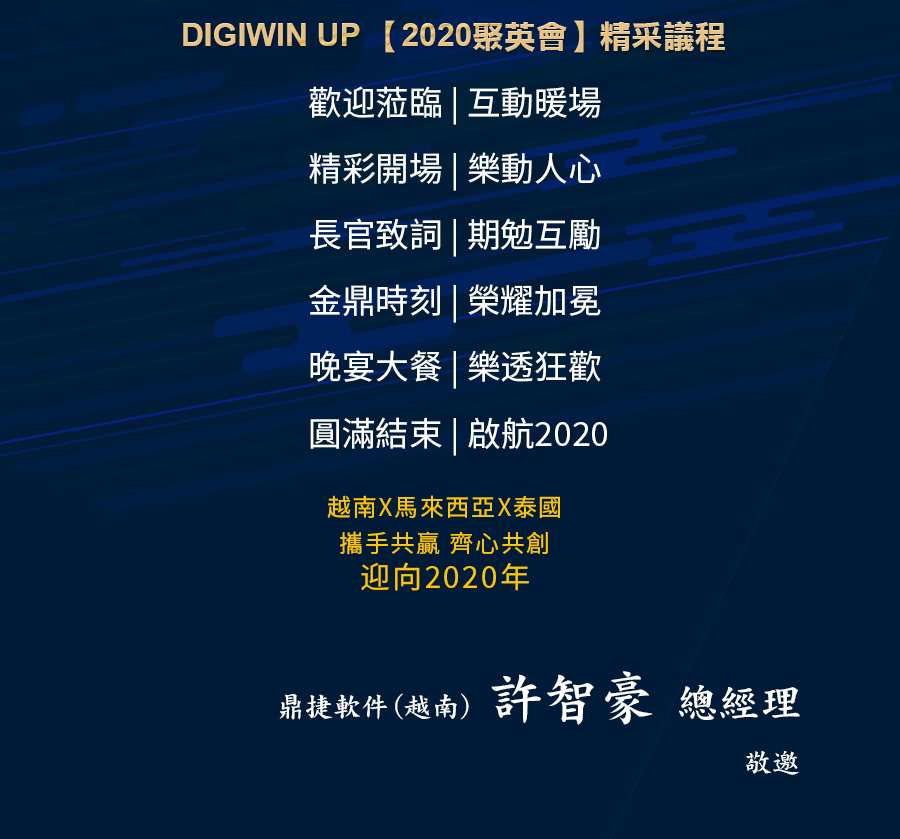 DIGIWIN UP 【2020聚英會】精采議程
歡迎蒞臨 | 互動暖場
精彩開場 | 樂動人心
長官致詞 | 期勉互勵
金鼎時刻 | 榮耀加冕
晚宴大餐 | 樂透狂歡
圓滿結束 | 啟航2020
越南X馬來西亞X泰國
攜手共贏 齊心共創
迎向2020年
鼎捷軟件(越南) 許智豪 總經理
敬邀